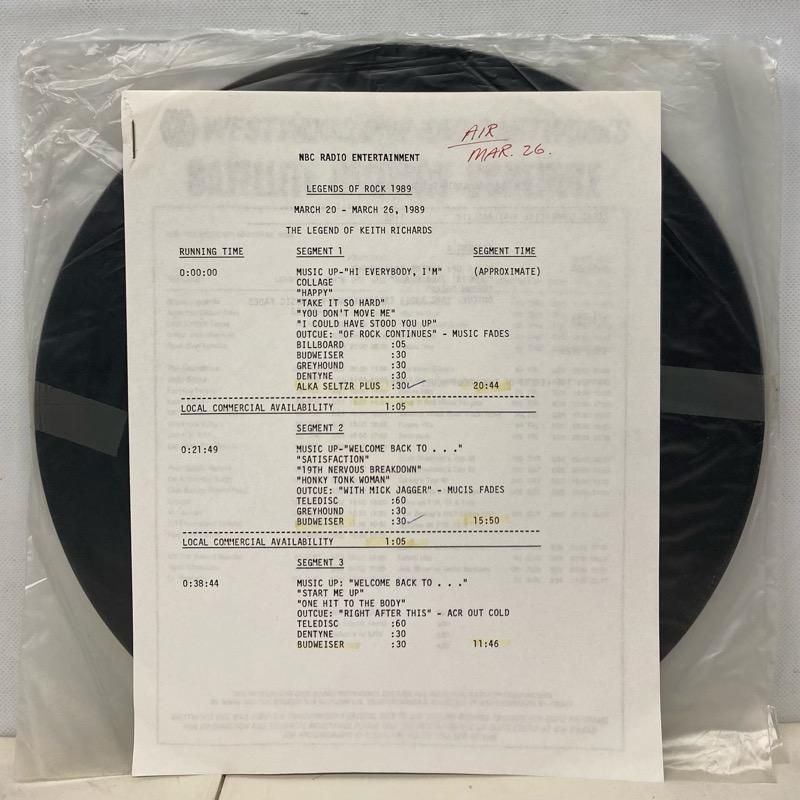 AIR
MAR. 26.
NBC RADIO ENTERTAINMENT
LEGENDS OF ROCK 1989
MARCH 20 - MARCH 26, 1989
THE LEGEND OF KEITH RICHARDS
RUNNING TIME SEGMENT 1 SEGMENT TIME
0:00:00 MUSIC UP-"HI EVERYBODY, I'M" (APPROXIMATE)
COLLAGE
"HAPPY"
"TAKE IT SO HARD"
"YOU DON'T MOVE ME"
"I COULD HAVE STOOD YOU UP"
OUTCUE: "OF ROCK CONTINUES" - MUSIC FADES
BILLBOARD :05
BUDWEISER :30
GREYHOUND :30
DENTYNE :30
ALKA SELTZR PLUS :30 20:44
LOCAL COMMERCIAL AVAILABILITY 1:05
SEGMENT 2
0:21:49 MUSIC UP-"WELCOME BACK TO . . ."
"SATISFACTION"
"19TH NERVOUS BREAKDOWN"
"HONKY TONK WOMAN"
OUTCUE: "WITH MICK JAGGER" - MUCIS FADES
TELEDISC :60
GREYHOUND :30
BUDWEISER :30 15:50
LOCAL COMMERCIAL AVAILABILITY 1:05
SEGMENT 3
0:38:44 MUSIC UP: "WELCOME BACK TO . . ."
"START ME UP"
"ONE HIT TO THE BODY"
OUTCUE: "RIGHT AFTER THIS" - ACR OUT COLD
TELEDISC :60
DENTYNE :30
BUDWEISER :30 11:46